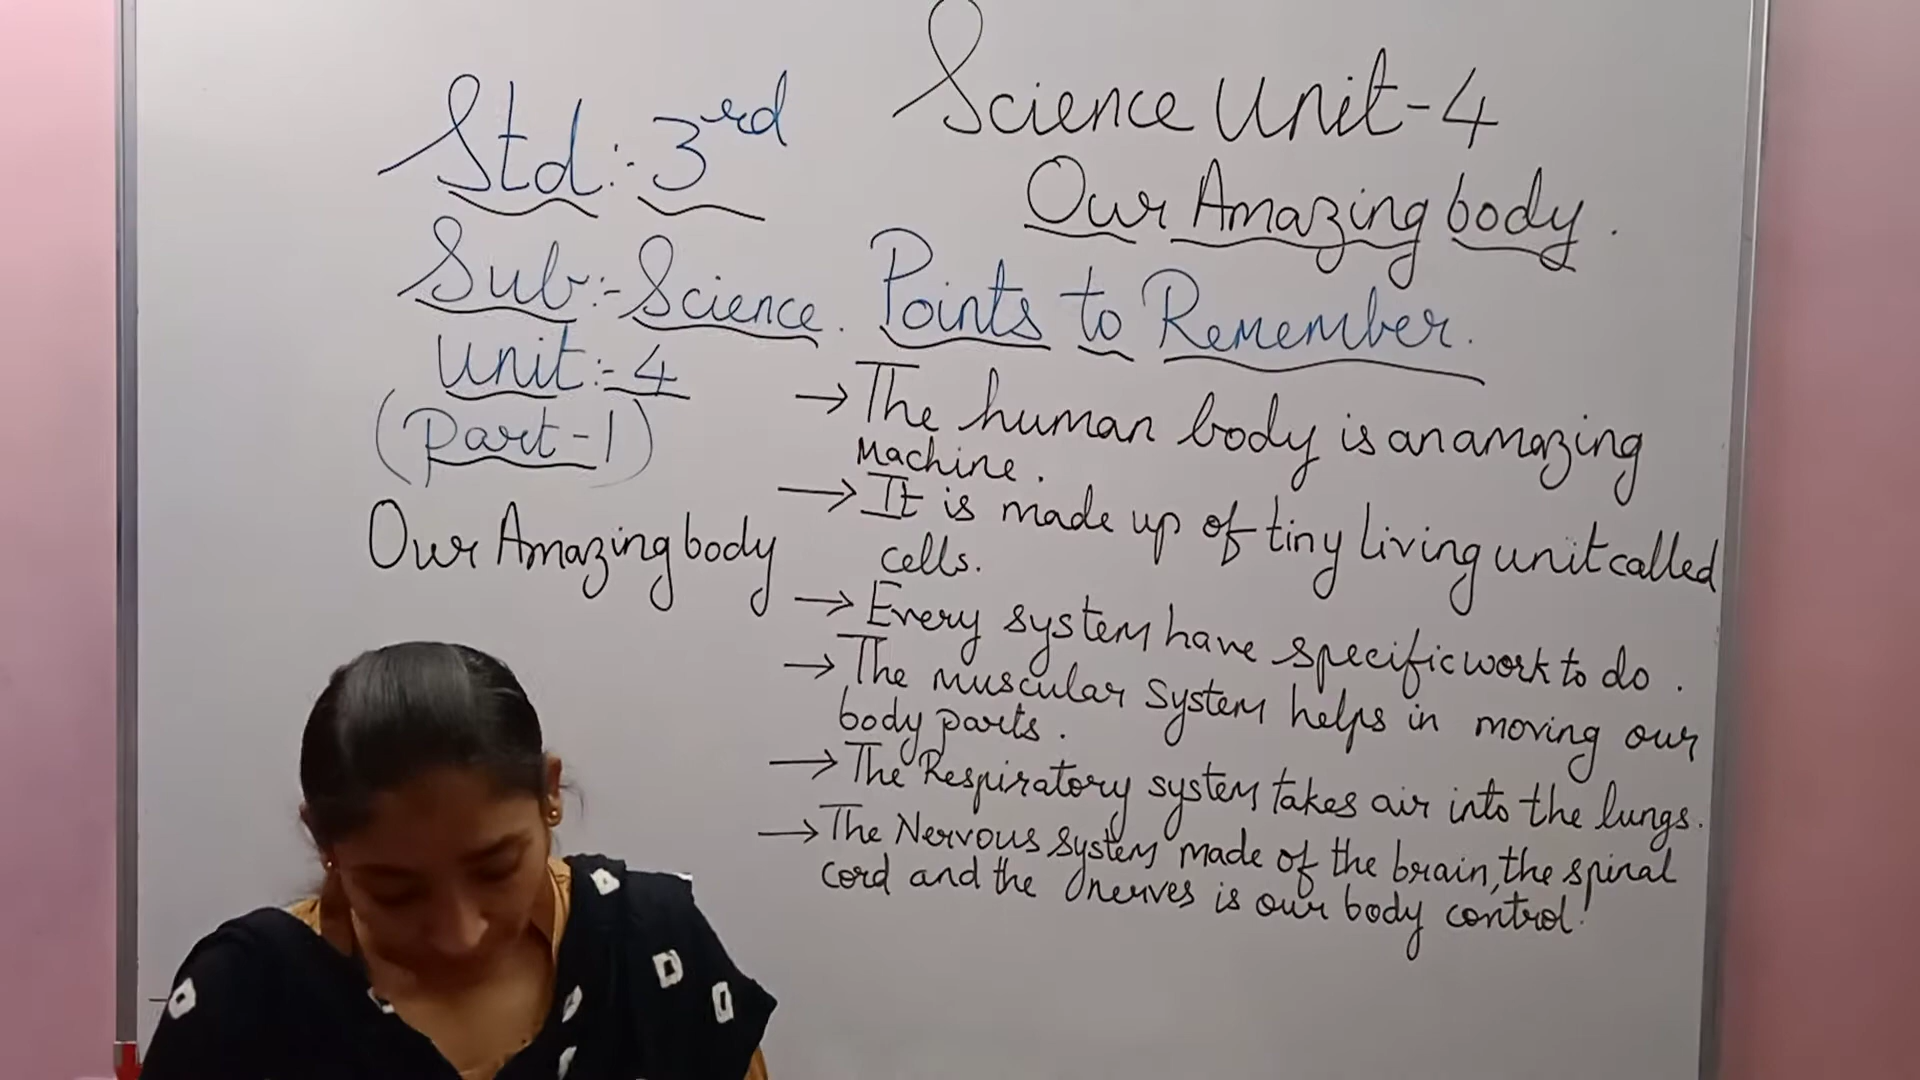 Std:- 3rd
Sub:- Science.
Unit:- 4
(Part-1)
Our Amazing body
Science Unit-4
Our Amazing body.
Points to Remember.
→ The human body is an amazing
Machine.
→ It is made up of tiny living unit called
cells.
→ Every system have specific work to do.
→ The muscular System helps in moving our
body parts.
→ The Respiratory system takes air into the lungs.
→ The Nervous system made of the brain, the spinal
cord and the nerves is our body control!